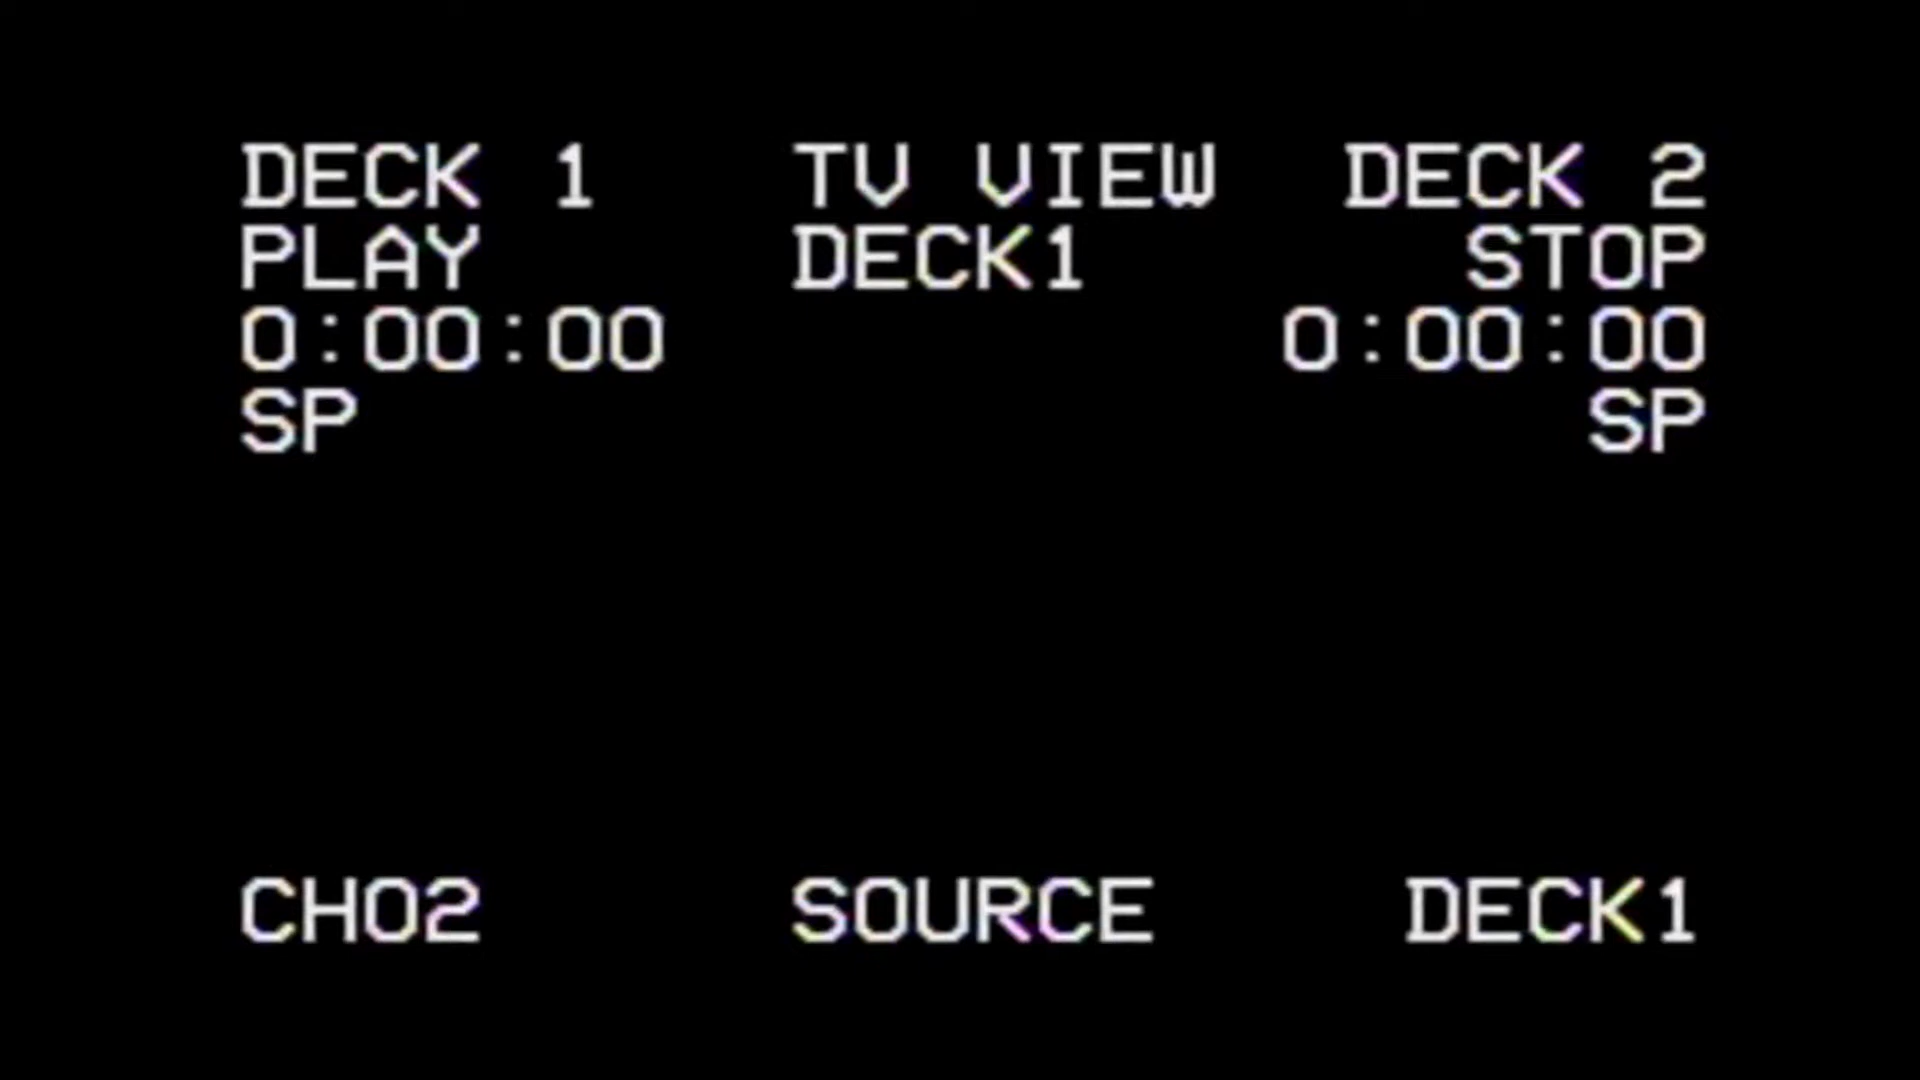 DECK 1 TV VIEW DECK 2
PLAY DECK1 STOP
0:00:00 0:00:00
SP SP
CH02 SOURCE DECK1